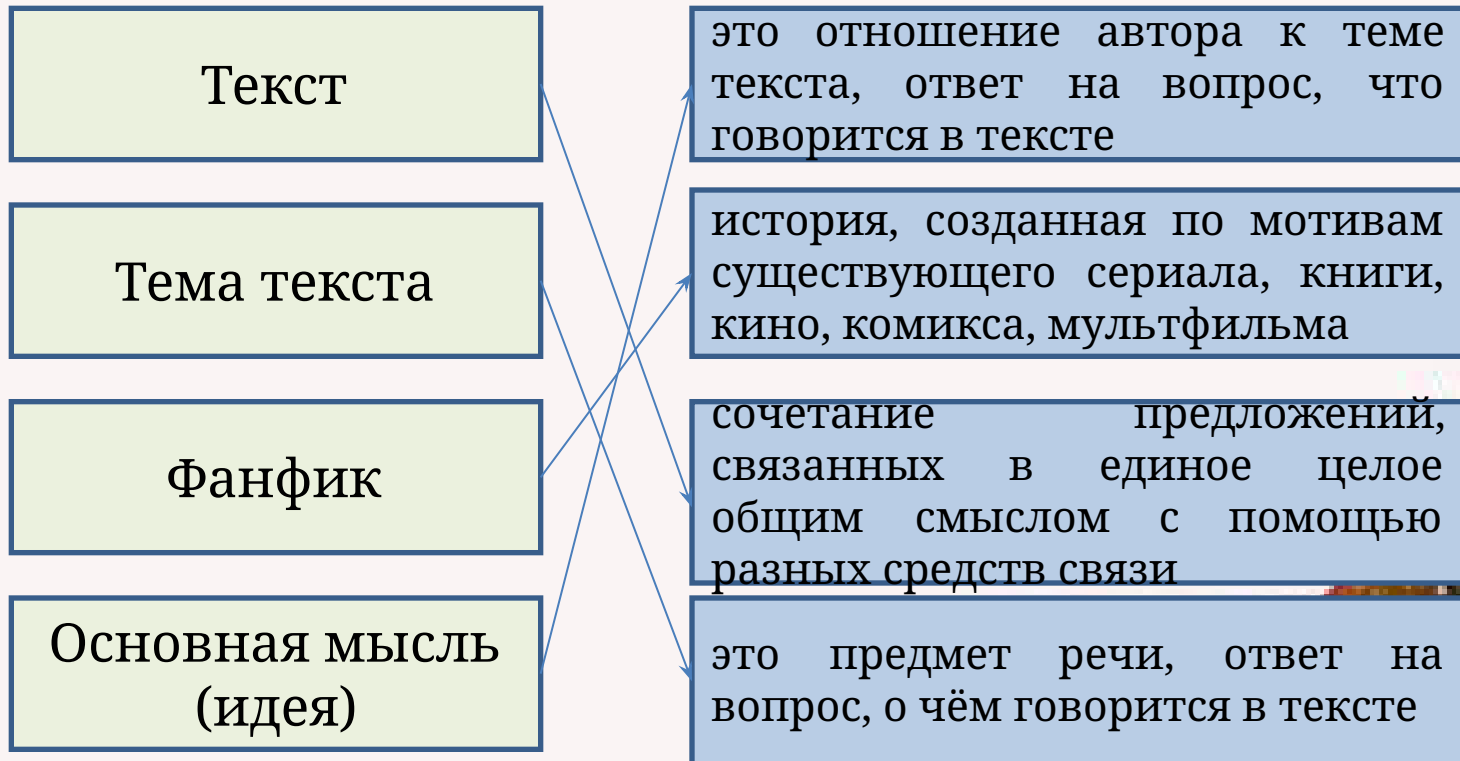 Текст
это отношение автора к теме
текста, ответ на вопрос, что
говорится в тексте
Тема текста
история, созданная по мотивам
существующего сериала, книги,
кино, комикса, мультфильма
Фанфик
сочетание предложений,
связанных в единое целое
общим смыслом с помощью
разных средств связи
Основная мысль
(идея)
это предмет речи, ответ на
вопрос, о чём говорится в тексте